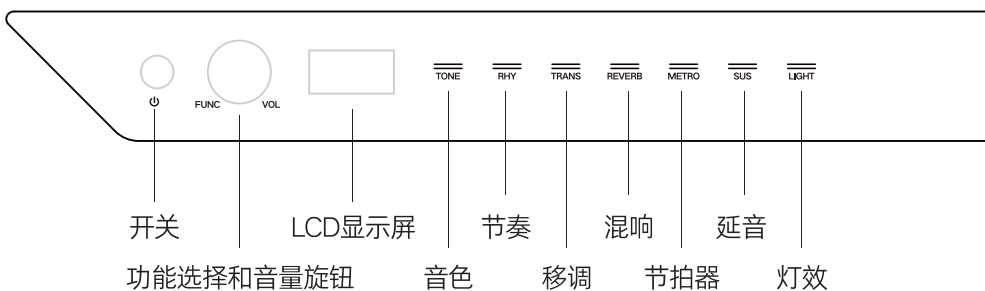 TONE RHY TRANS REVERB METRO SUS LIGHT
FUNC VOL
开关 LCD显示屏 节奏 混响 延音
功能选择和音量旋钮 音色 移调 节拍器 灯效